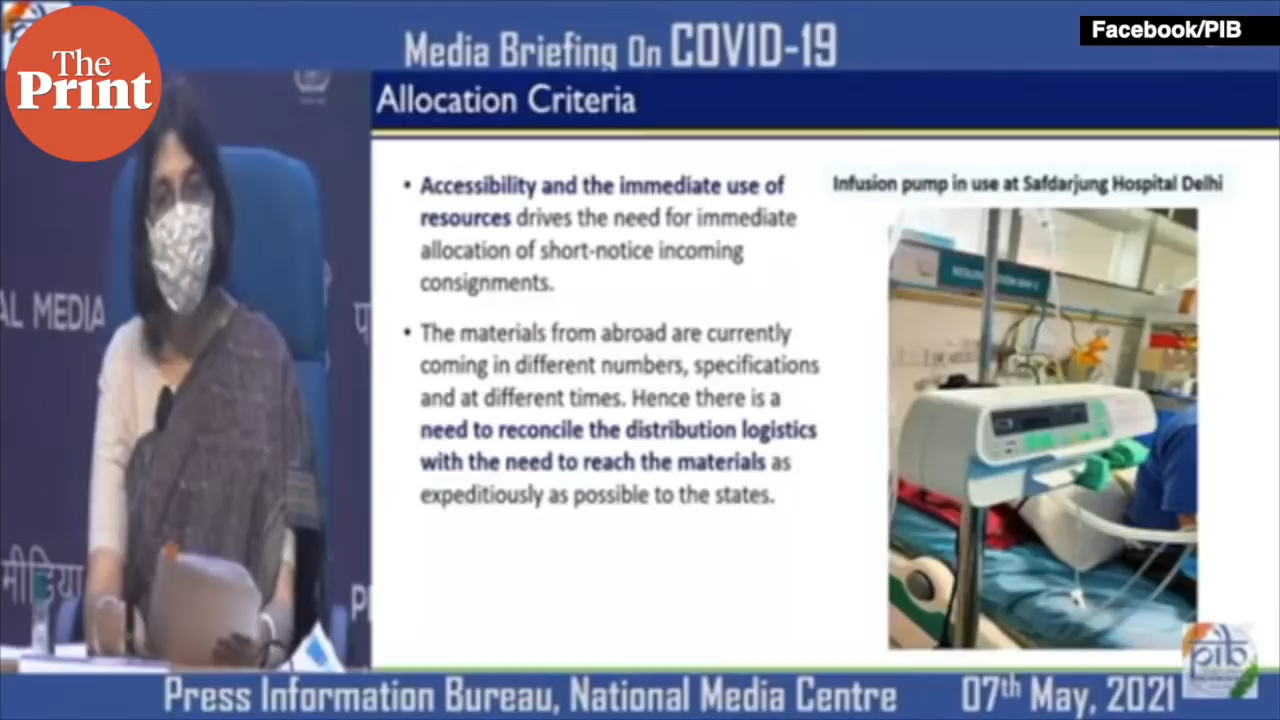 The
Print
Facebook/PIB
Media Briefing On COVID-19
Allocation Criteria
• Accessibility and the immediate use of
resources drives the need for immediate
allocation of short-notice incoming
consignments.
• The materials from abroad are currently
coming in different numbers, specifications
and at different times. Hence there is a
need to reconcile the distribution logistics
with the need to reach the materials as
expeditiously as possible to the states.
Infusion pump in use at Safdarjung Hospital Delhi
AL MEDIA
मीडिया
pib
Press Information Bureau, National Media Centre
07th May, 2021